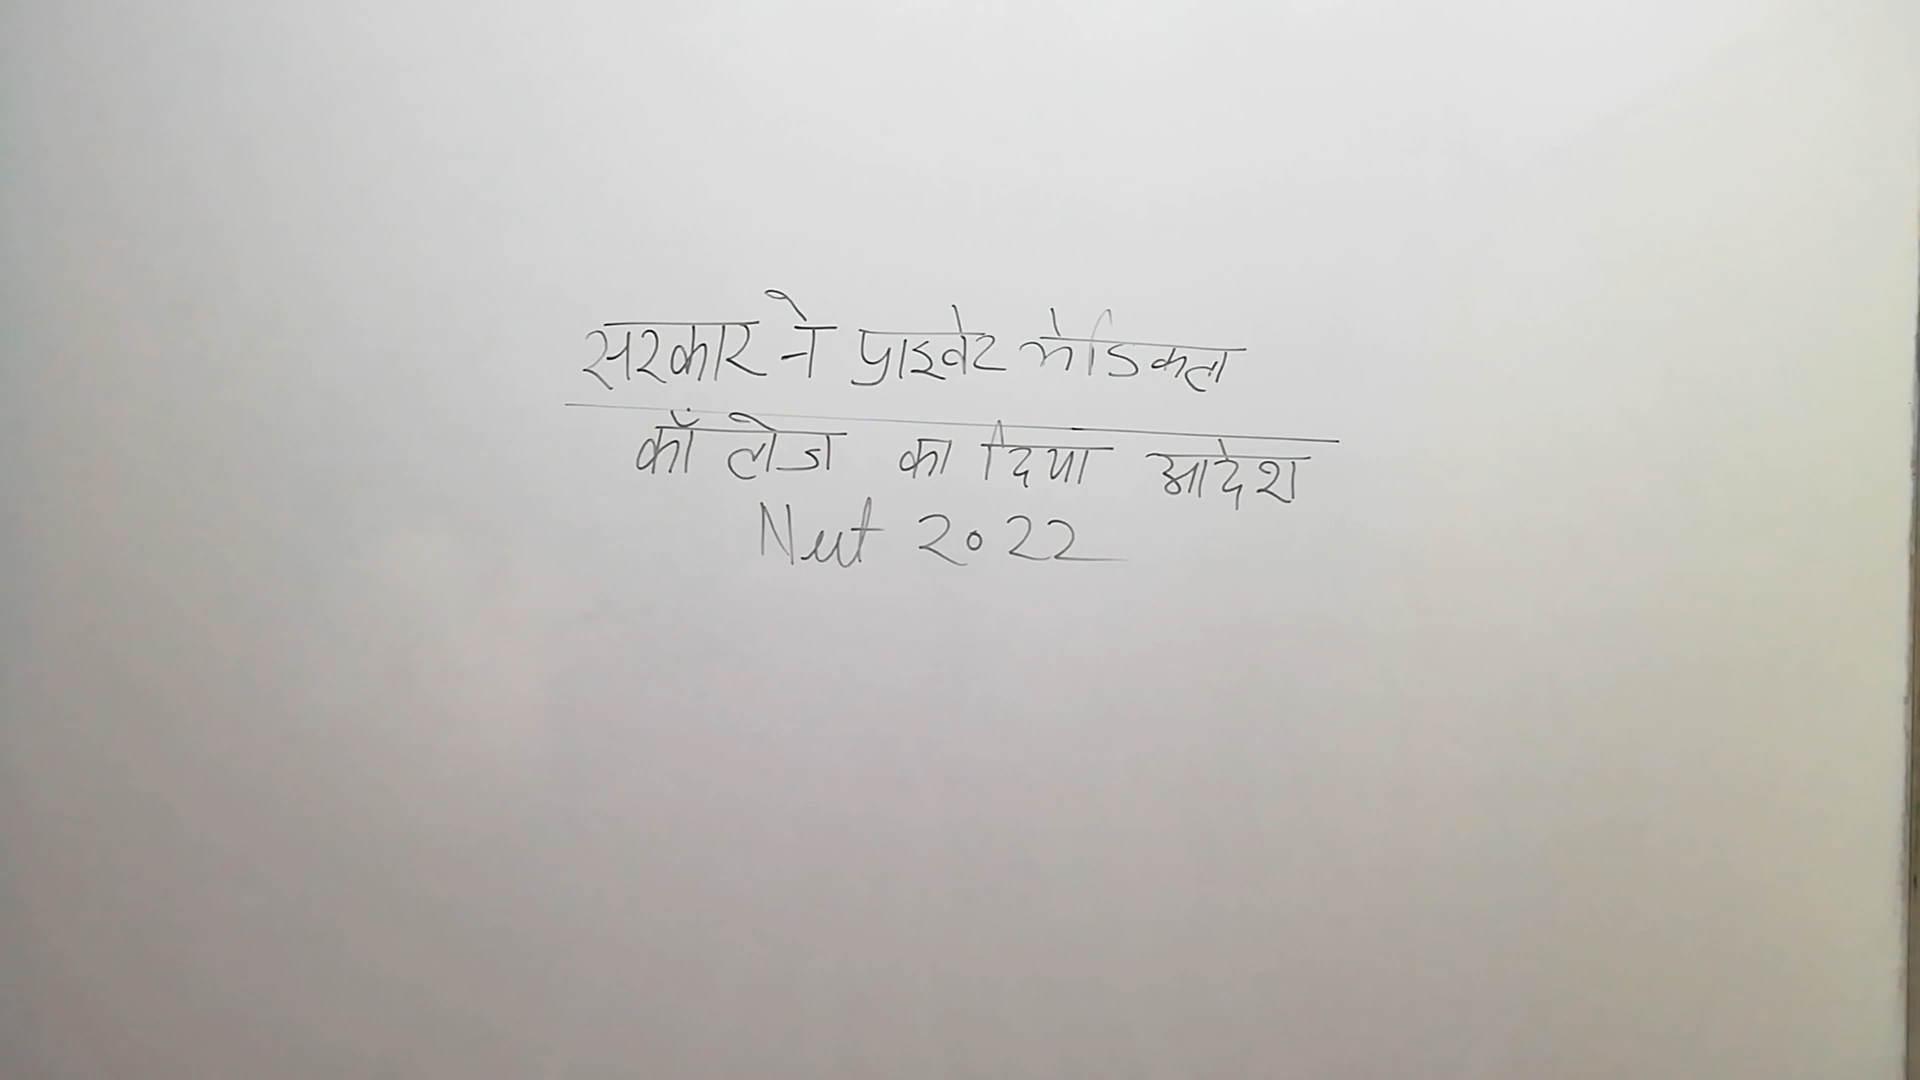 सरकार ने प्राइवेट मेडिकल
कॉलेज का दिया आदेश
Neet 2022